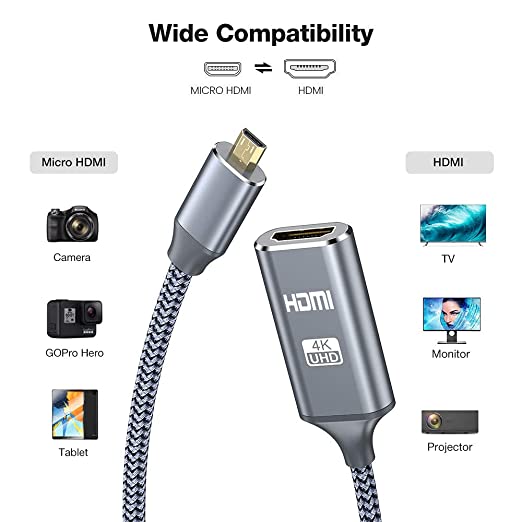 Wide Compatibility
MICRO HDMI
HDMI
Micro HDMI
HDMI
Camera
TV
GOPro Hero
Monitor
Tablet
Projector
HDMI
4K
UHD